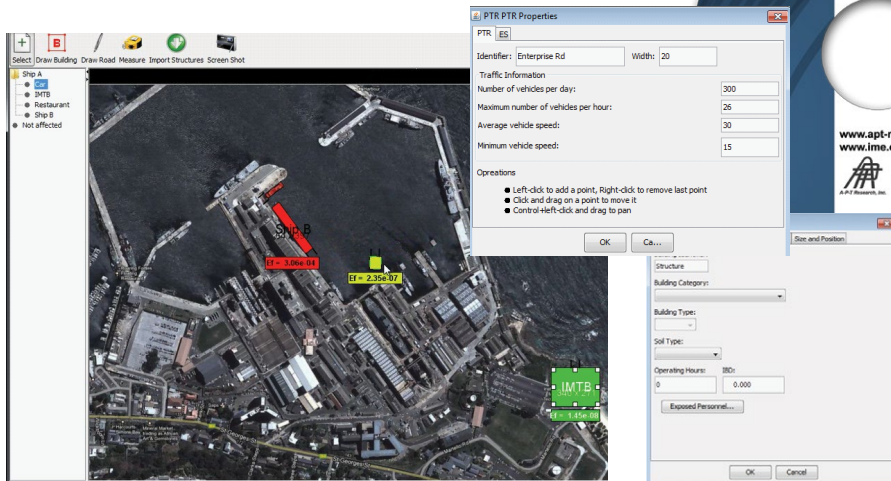 PTR PTR Properties
PTR ES
Identifier: Enterprise Rd Width: 20
Traffic Information
Number of vehicles per day: 300
Maximum number of vehicles per hour: 26
Average vehicle speed: 30
Minimum vehicle speed: 15
Opreations
Left-click to add a point, Right-click to remove last point
Click and drag on a point to move it
Control+left-click and drag to pan
OK Ca...
Select Draw Building Draw Road Measure Import Structures Screen Shot
Ship A
Car
IMTB
Restaurant
Ship B
Not affected
Ship B
Ef = 3.06e-04
Ef = 2.35e-07
IMTB
Ef = 1.45e-08
www.apt-r
www.ime.
A-P-T Research, Inc.
Size and Position
Structure
Building Category:
Building Type:
Soil Type:
Operating Hours: IBD:
0 0.000
Exposed Personnel...
OK Cancel